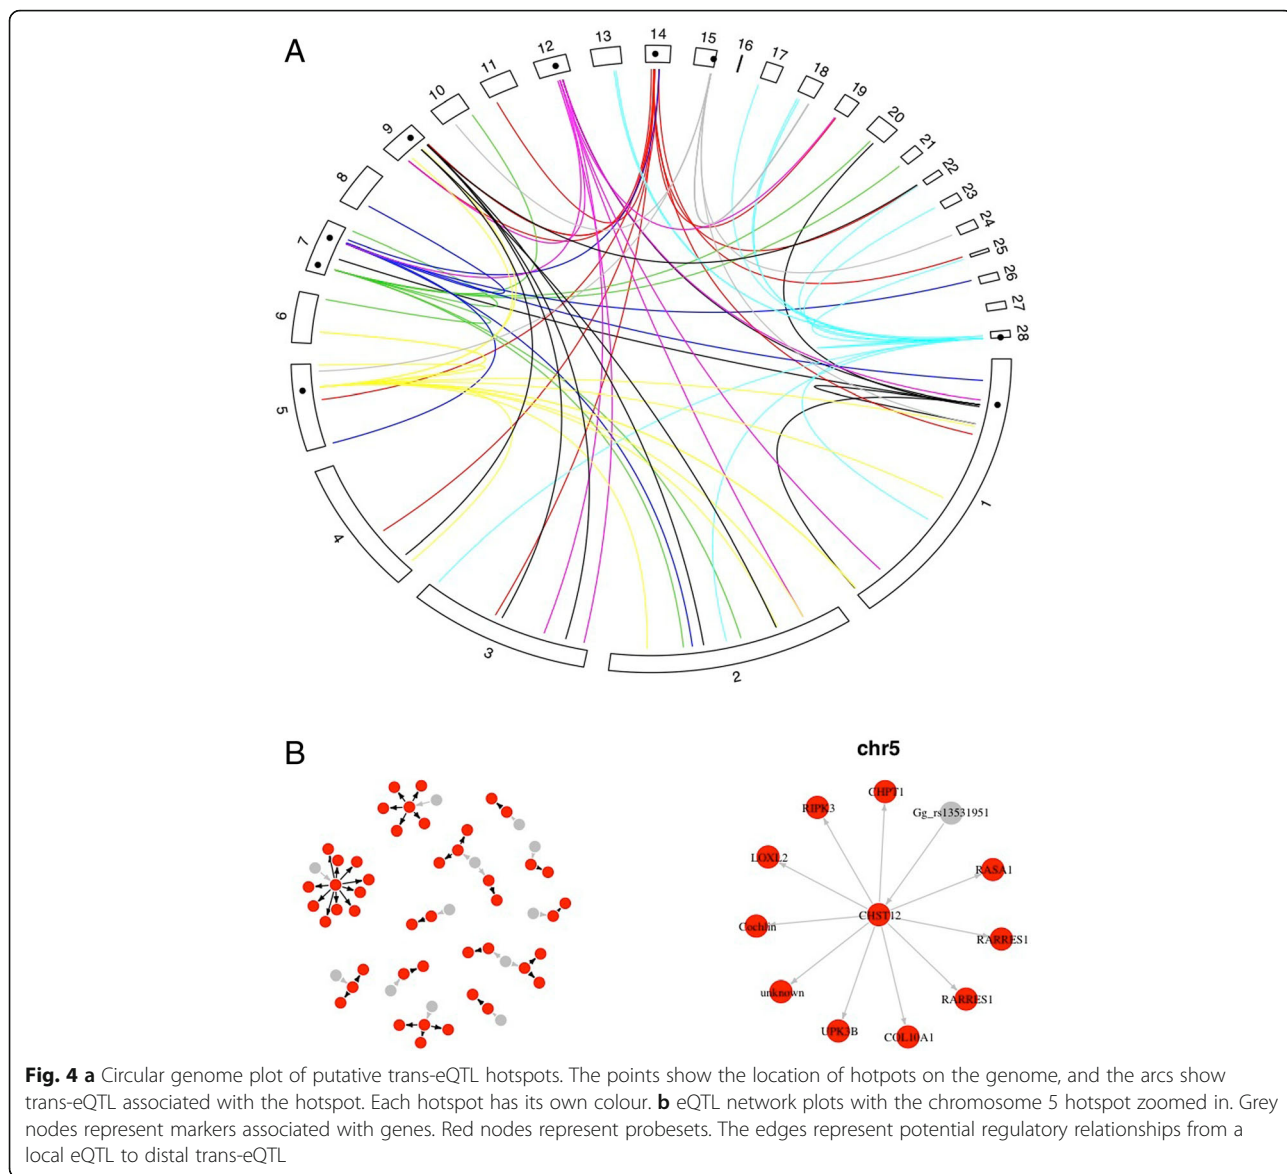 A
1
2
3
4
5
6
7
8
9
10
11
12
13
14
15
16
17
18
19
20
21
22
23
24
25
26
27
28
B
chr5
CHPT1
RIPK3
Gg_rs13531951
LOXL2
RASA1
CHST12
Cochlin
RARRES1
unknown
RARRES1
UPK3B
COL10A1
Fig. 4 a Circular genome plot of putative trans-eQTL hotspots. The points show the location of hotpots on the genome, and the arcs show
trans-eQTL associated with the hotspot. Each hotspot has its own colour. b eQTL network plots with the chromosome 5 hotspot zoomed in. Grey
nodes represent markers associated with genes. Red nodes represent probesets. The edges represent potential regulatory relationships from a
local eQTL to distal trans-eQTL